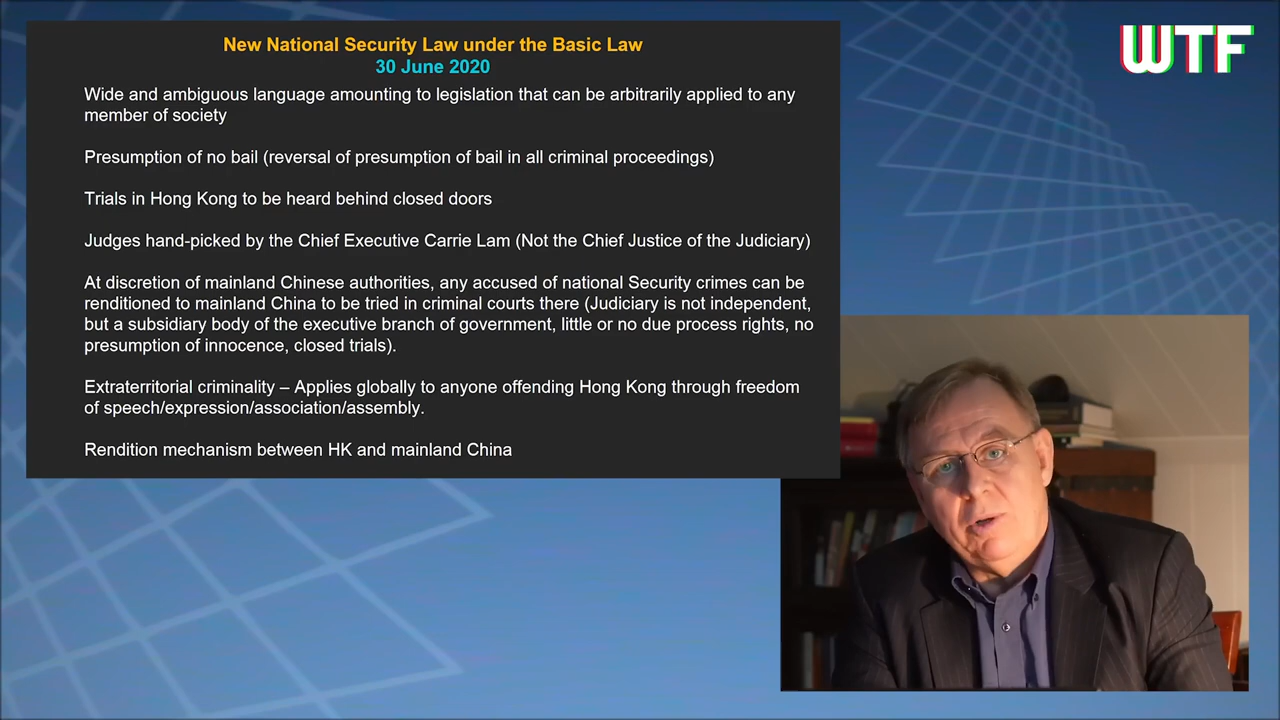 New National Security Law under the Basic Law
30 June 2020
Wide and ambiguous language amounting to legislation that can be arbitrarily applied to any
member of society
Presumption of no bail (reversal of presumption of bail in all criminal proceedings)
Trials in Hong Kong to be heard behind closed doors
Judges hand-picked by the Chief Executive Carrie Lam (Not the Chief Justice of the Judiciary)
At discretion of mainland Chinese authorities, any accused of national Security crimes can be
renditioned to mainland China to be tried in criminal courts there (Judiciary is not independent,
but a subsidiary body of the executive branch of government, little or no due process rights, no
presumption of innocence, closed trials).
Extraterritorial criminality – Applies globally to anyone offending Hong Kong through freedom
of speech/expression/association/assembly.
Rendition mechanism between HK and mainland China
WTF